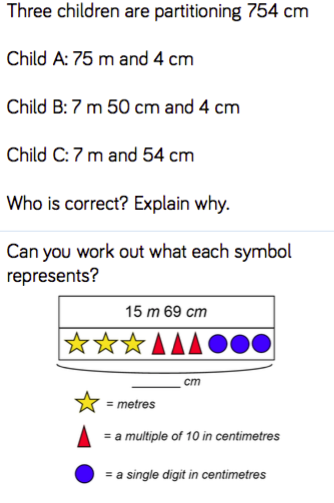 Three children are partitioning 754 cm
Child A: 75 m and 4 cm
Child B: 7 m 50 cm and 4 cm
Child C: 7 m and 54 cm
Who is correct? Explain why.
Can you work out what each symbol
represents?
15 m 69 cm
______ cm
= metres
= a multiple of 10 in centimetres
= a single digit in centimetres